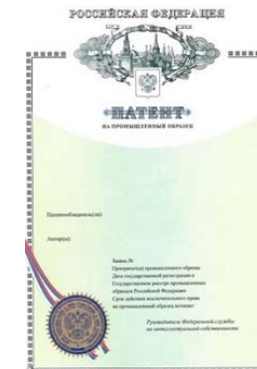 РОССИЙСКАЯ ФЕДЕРАЦИЯ
ПАТЕНТ
НА ПРОМЫШЛЕННЫЙ ОБРАЗЕЦ
Патентообладатель(ли):
Автор(ы):
Заявка №
Приоритет(ы) промышленного образца
Дата государственной регистрации в
Государственном реестре промышленных
образцов Российской Федерации
Срок действия исключительного права
на промышленный образец истекает
Руководитель Федеральной службы
по интеллектуальной собственности